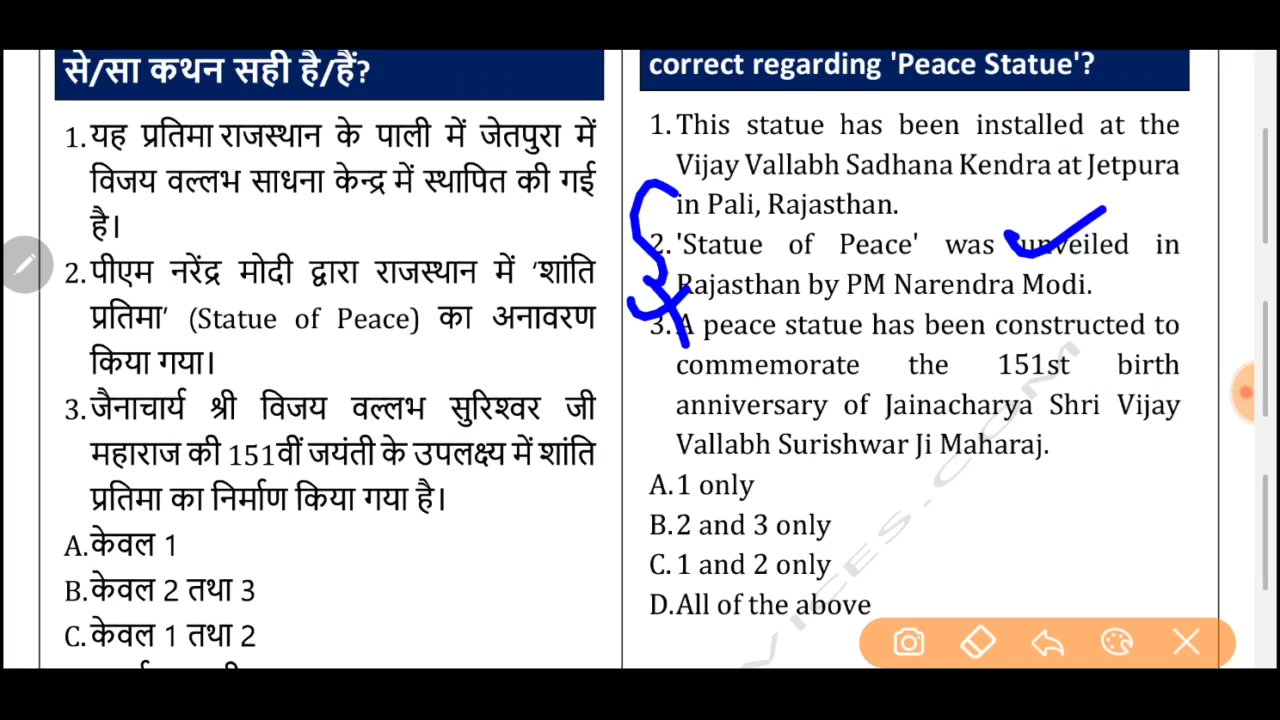 से/सा कथन सही है/हैं?
1. यह प्रतिमा राजस्थान के पाली में जेतपुरा में
विजय वल्लभ साधना केन्द्र में स्थापित की गई
है।
2. पीएम नरेंद्र मोदी द्वारा राजस्थान में ‘शांति
प्रतिमा’ (Statue of Peace) का अनावरण
किया गया।
3. जैनाचार्य श्री विजय वल्लभ सुरिश्वर जी
महाराज की 151वीं जयंती के उपलक्ष्य में शांति
प्रतिमा का निर्माण किया गया है।
A. केवल 1
B. केवल 2 तथा 3
C. केवल 1 तथा 2
correct regarding 'Peace Statue'?
1. This statue has been installed at the
Vijay Vallabh Sadhana Kendra at Jetpura
in Pali, Rajasthan.
2. 'Statue of Peace' was unveiled in
Rajasthan by PM Narendra Modi.
3. A peace statue has been constructed to
commemorate the 151st birth
anniversary of Jainacharya Shri Vijay
Vallabh Surishwar Ji Maharaj.
A. 1 only
B. 2 and 3 only
C. 1 and 2 only
D. All of the above